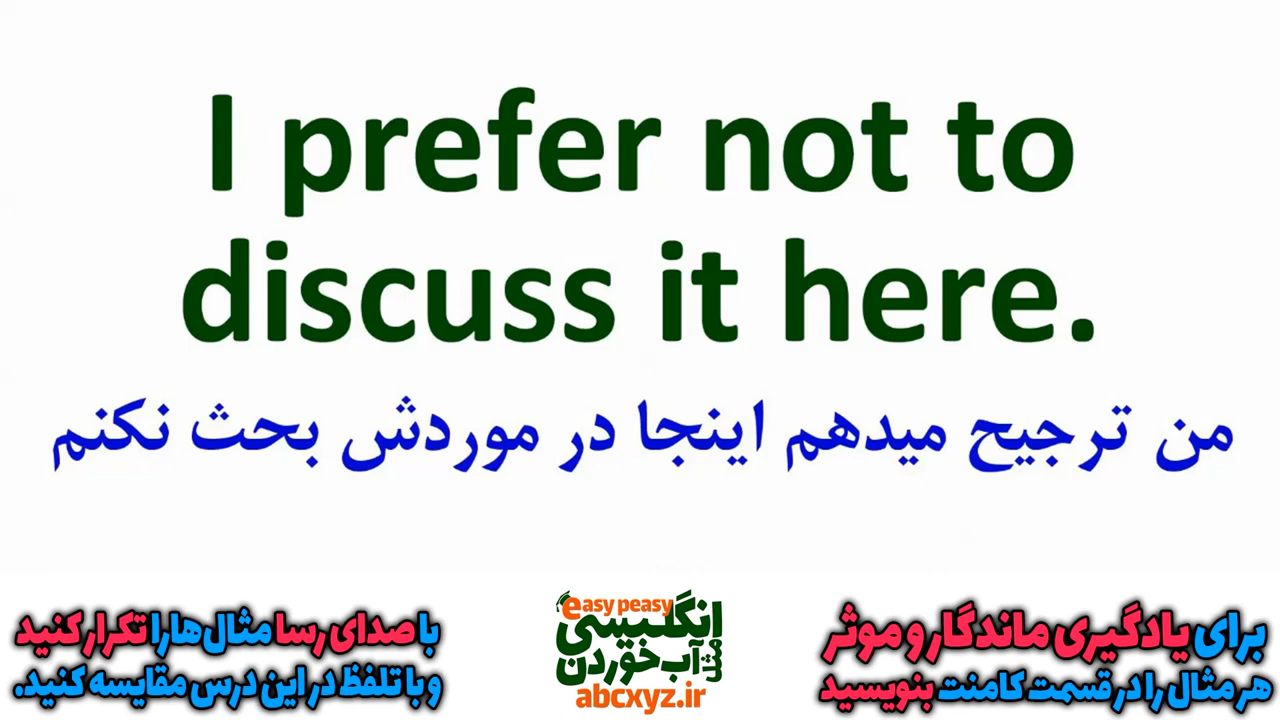 I prefer not to
discuss it here.
من ترجیح میدهم اینجا در موردش بحث نکنم
برای یادگیری ماندگار و موثر
هر مثال را در قسمت کامنت بنویسید
easy peasy
انگلیسی
مثل آب خوردن
abcxyz.ir
با صدای رسا مثال‌ها را تکرار کنید
و با تلفظ در این درس مقایسه کنید.